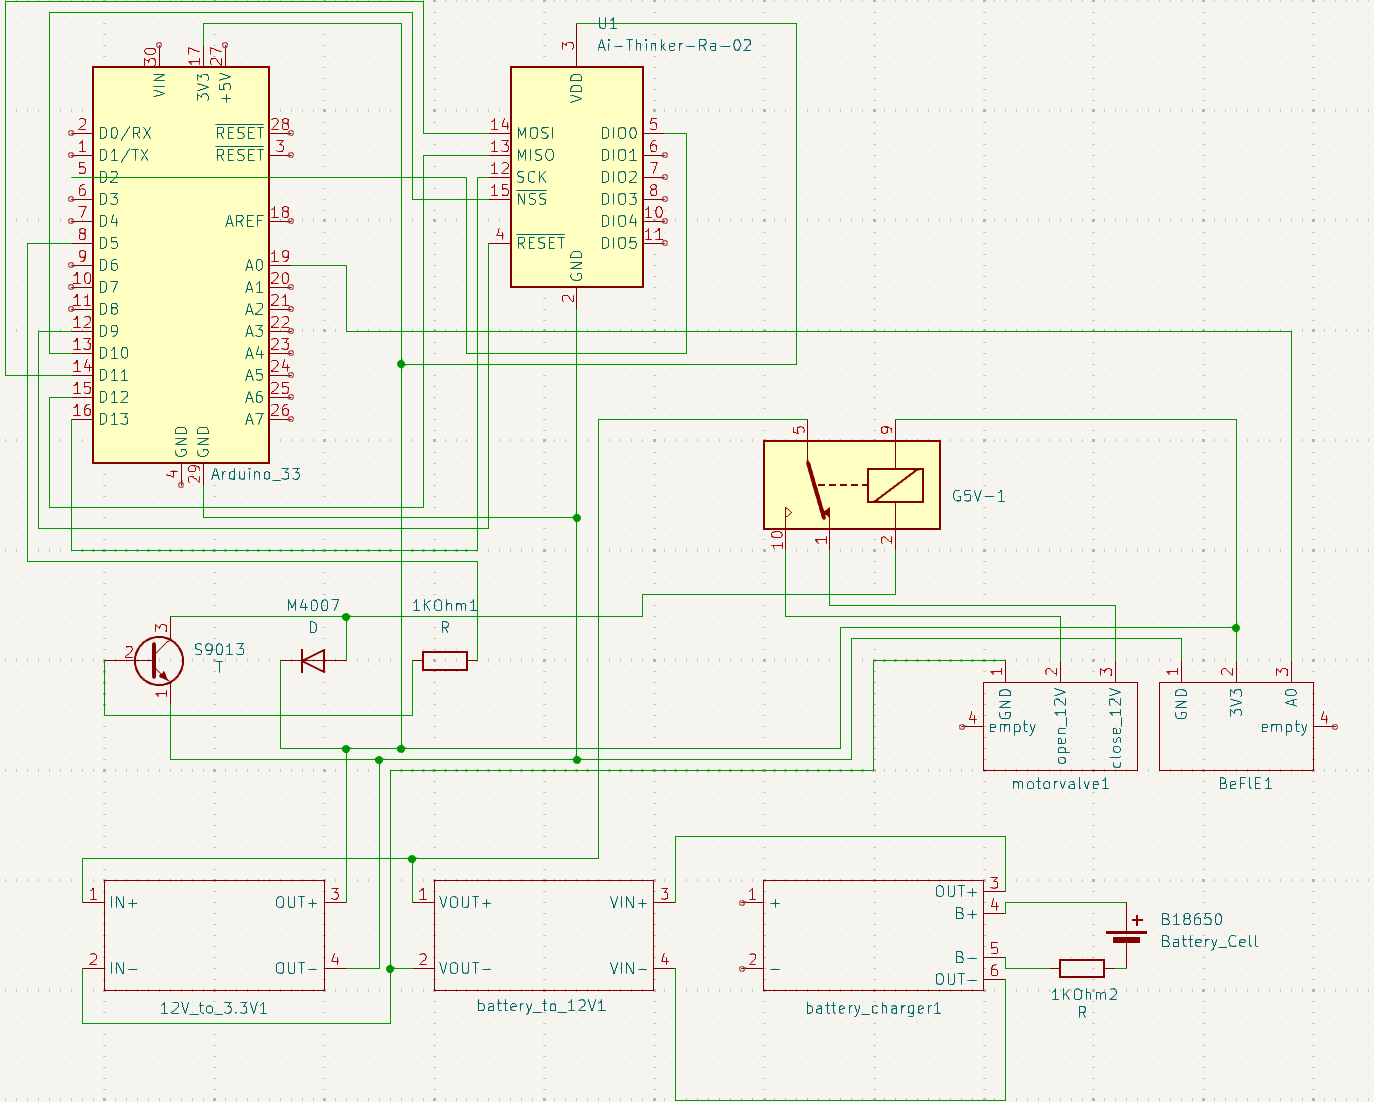 U1
Ai-Thinker-Ra-02
30
17
27
3
VIN
3V3
+5V
VDD
2 D0/RX RESET 28
1 D1/TX RESET 3
5 D2
6 D3
7 D4 AREF 18
8 D5
9 D6 A0 19
10 D7 A1 20
11 D8 A2 21
12 D9 A3 22
13 D10 A4 23
14 D11 A5 24
15 D12 A6 25
16 D13 A7 26
GND
GND
4
29
Arduino_33
14 MOSI DIO0 5
13 MISO DIO1 6
12 SCK DIO2 7
15 NSS DIO3 8
DIO4 10
4 RESET DIO5 11
GND
2
5
9
G5V-1
10
1
2
M4007
D
1KOhm1
R
3
2
S9013
T
1
1
2
3
GND
open_12V
close_12V
4
empty
motorvalve1
1
2
3
GND
3V3
A0
empty
4
BeFlE1
1 IN+ OUT+ 3
2 IN- OUT- 4
12V_to_3.3V1
1 VOUT+ VIN+ 3
2 VOUT- VIN- 4
battery_to_12V1
1 +
2 -
OUT+ 3
B+ 4
B- 5
OUT- 6
battery_charger1
+
B18650
Battery_Cell
1KOhm2
R